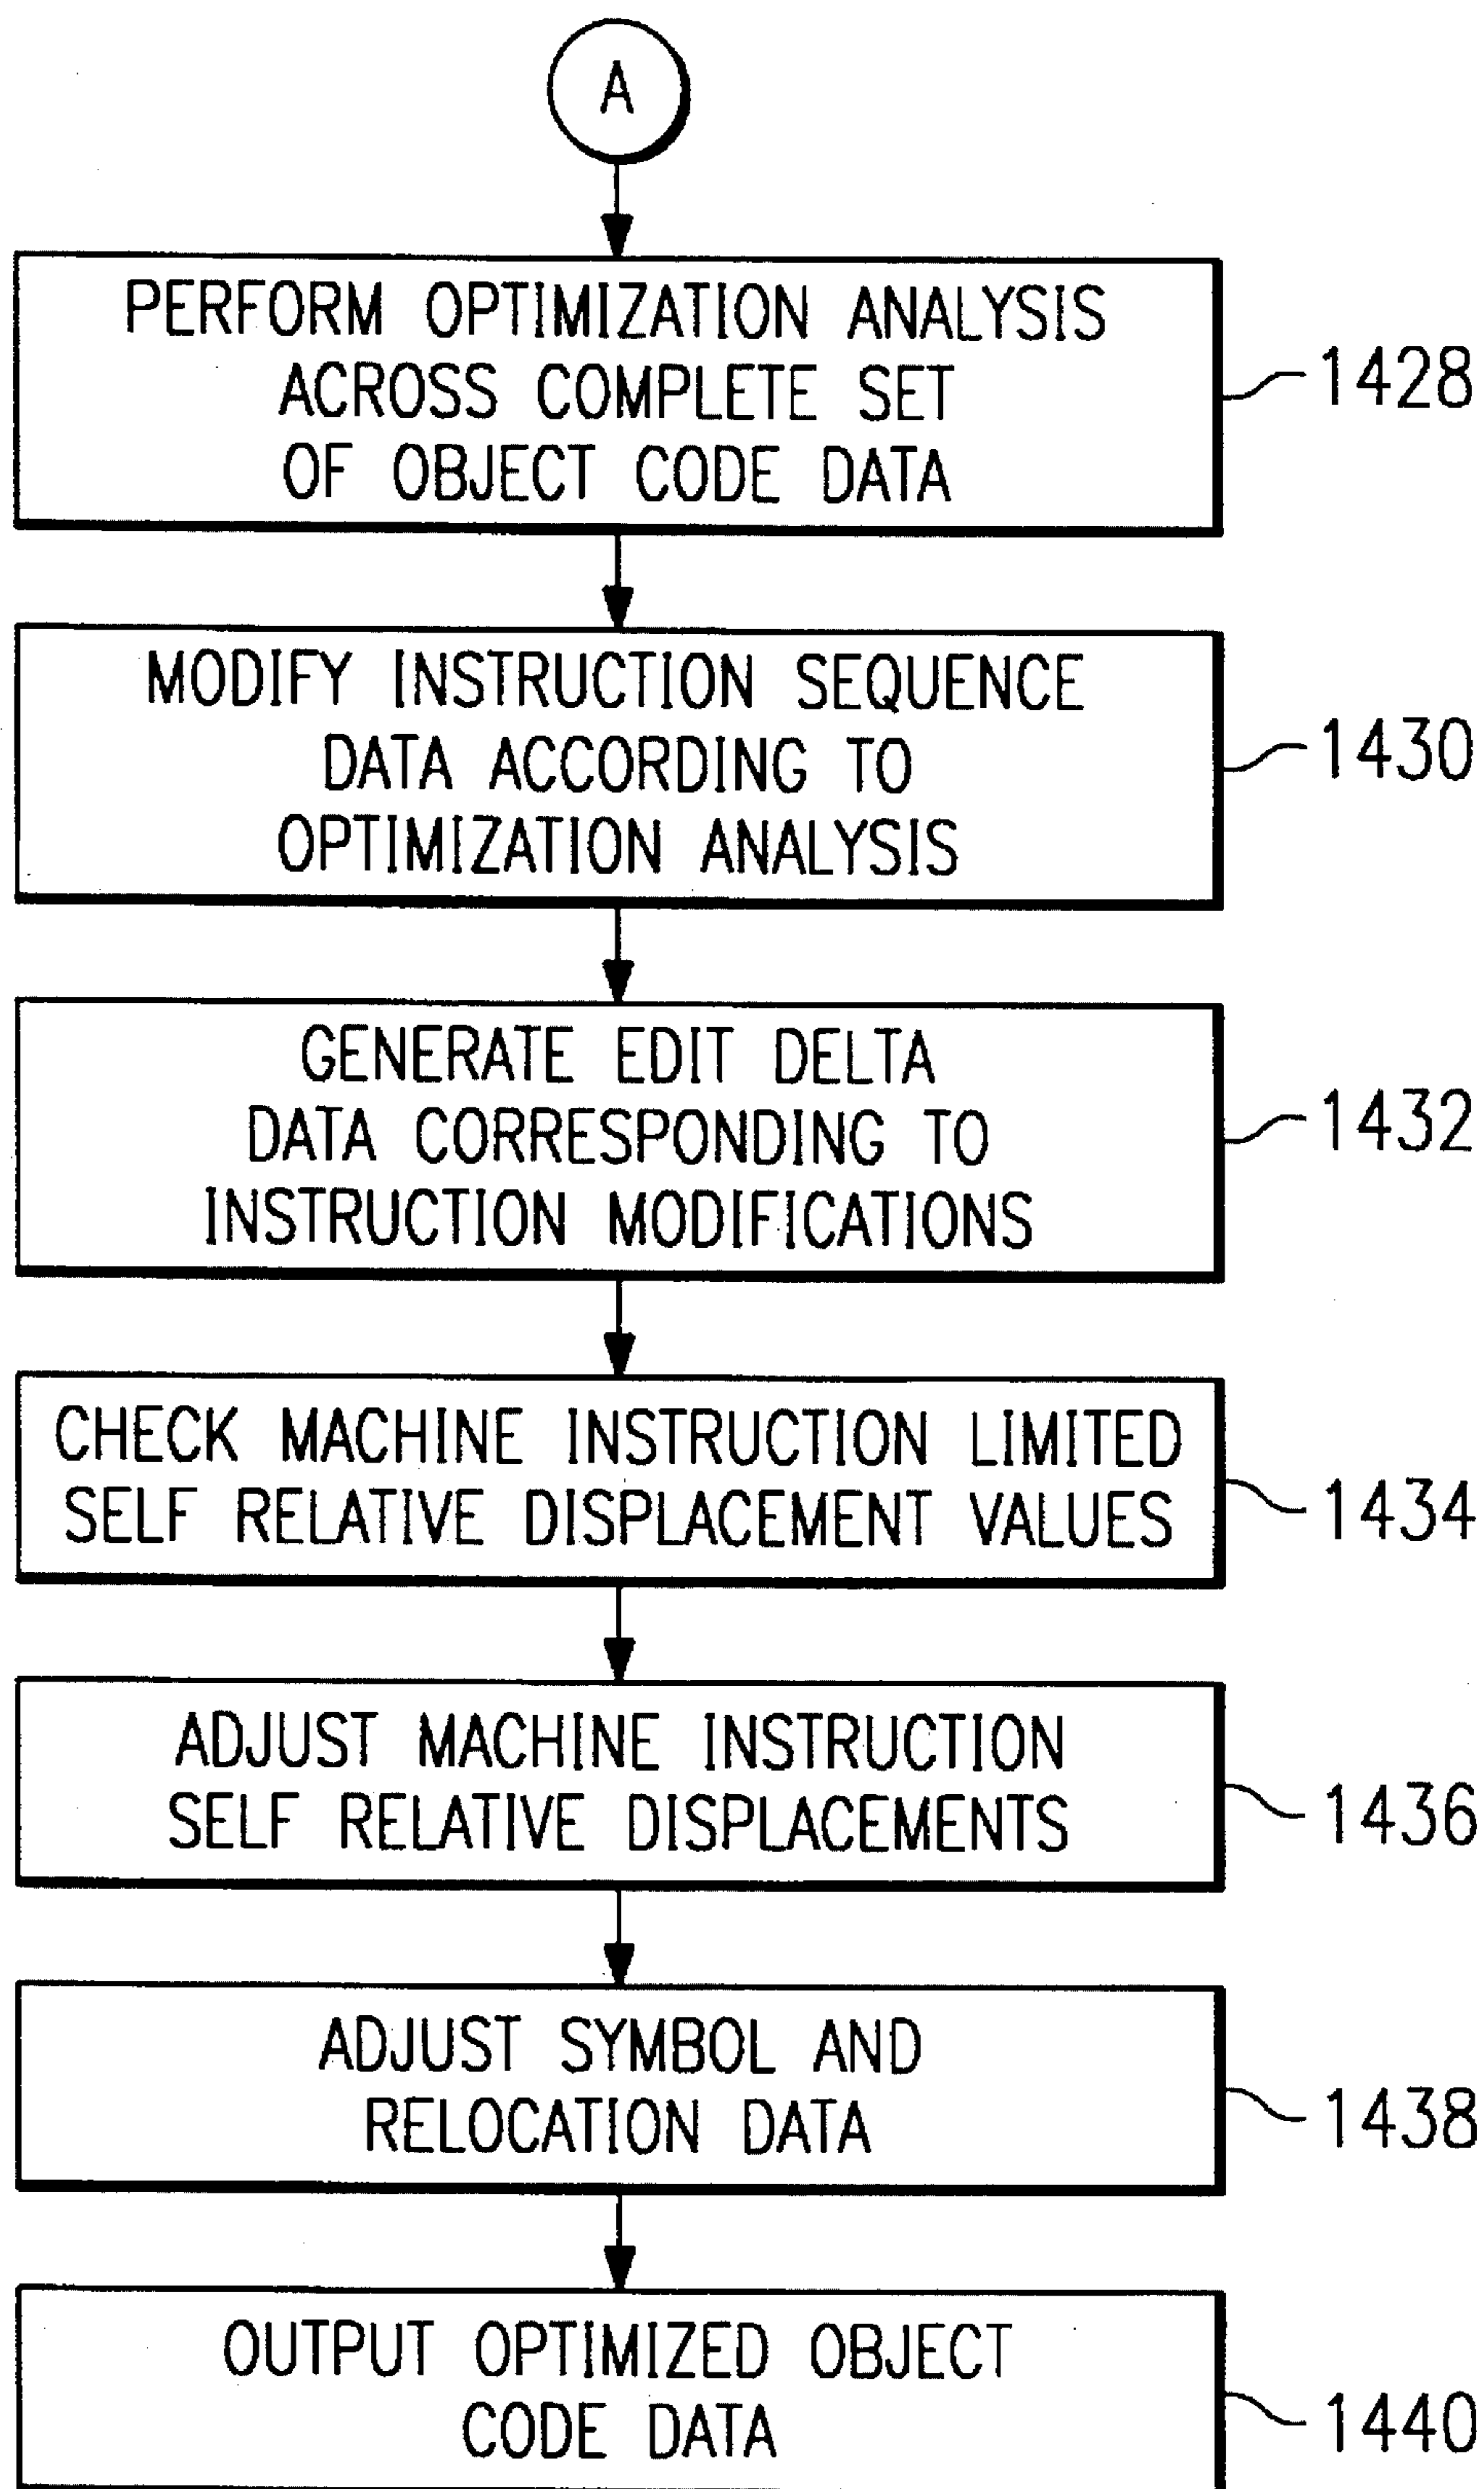 A
PERFORM OPTIMIZATION ANALYSIS
ACROSS COMPLETE SET
OF OBJECT CODE DATA
1428
MODIFY INSTRUCTION SEQUENCE
DATA ACCORDING TO
OPTIMIZATION ANALYSIS
1430
GENERATE EDIT DELTA
DATA CORRESPONDING TO
INSTRUCTION MODIFICATIONS
1432
CHECK MACHINE INSTRUCTION LIMITED
SELF RELATIVE DISPLACEMENT VALUES
1434
ADJUST MACHINE INSTRUCTION
SELF RELATIVE DISPLACEMENTS
1436
ADJUST SYMBOL AND
RELOCATION DATA
1438
OUTPUT OPTIMIZED OBJECT
CODE DATA
1440